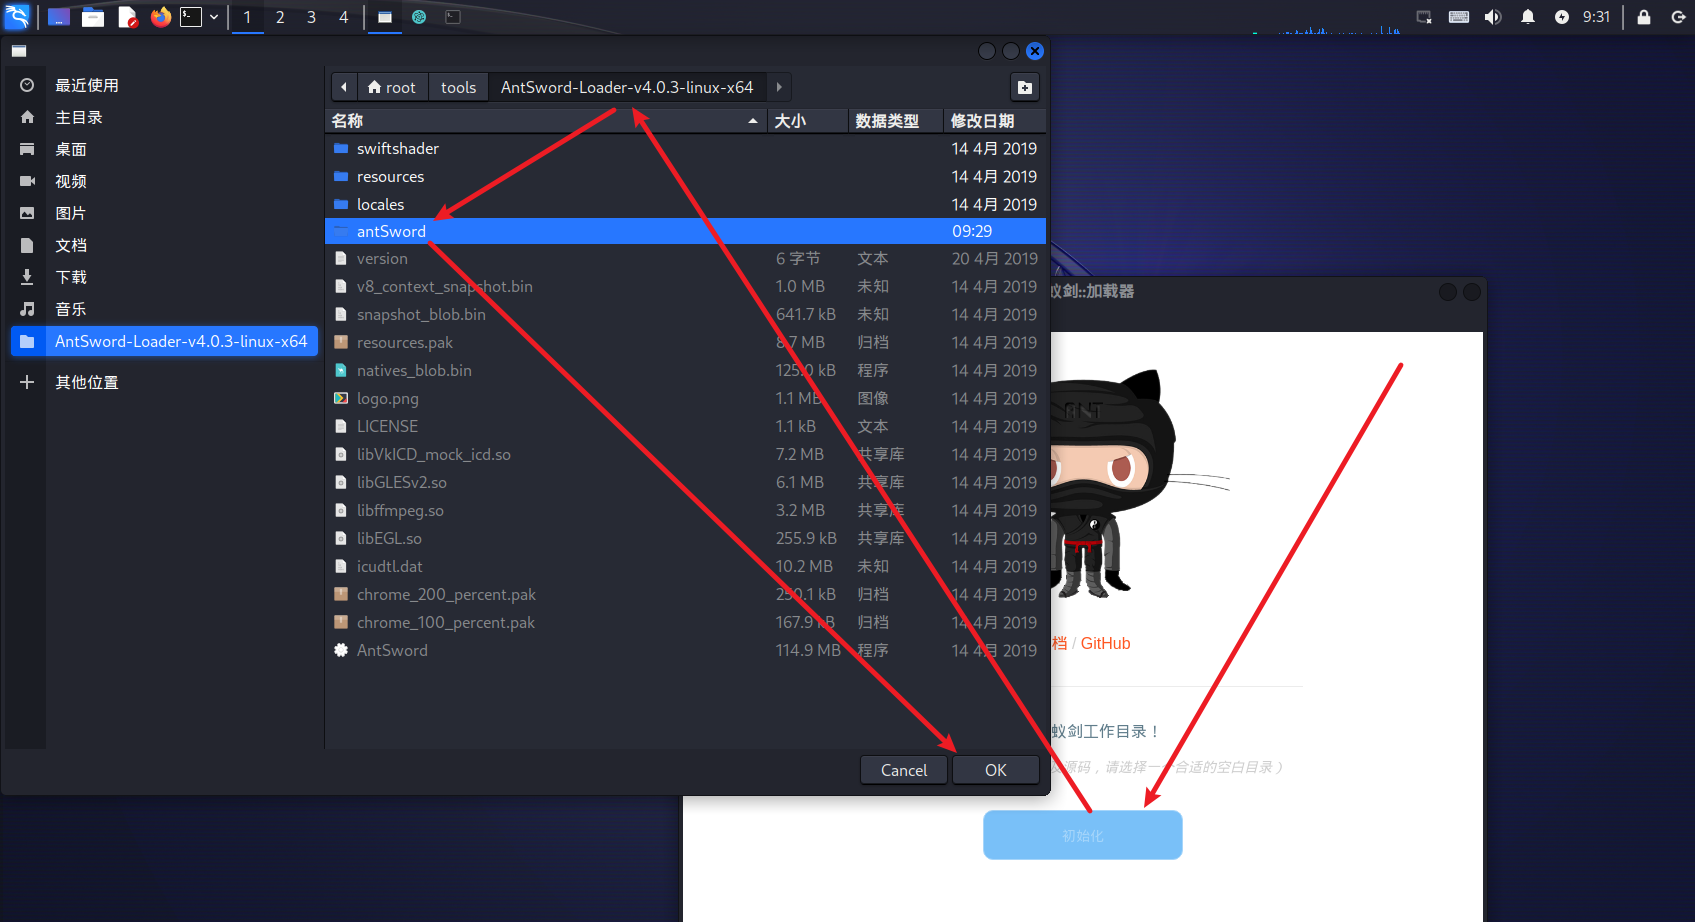 1 2 3 4 9:31
最近使用
主目录
桌面
视频
图片
文档
下载
音乐
AntSword-Loader-v4.0.3-linux-x64
其他位置
root tools AntSword-Loader-v4.0.3-linux-x64
名称 大小 数据类型 修改日期
swiftshader 14 4月 2019
resources 14 4月 2019
locales 14 4月 2019
antSword 09:29
version 6 字节 文本 20 4月 2019
v8_context_snapshot.bin 1.0 MB 未知 14 4月 2019
snapshot_blob.bin 641.7 kB 未知 14 4月 2019
resources.pak 8.7 MB 归档 14 4月 2019
natives_blob.bin 125.0 kB 程序 14 4月 2019
logo.png 1.1 MB 图像 14 4月 2019
LICENSE 1.1 kB 文本 14 4月 2019
libVkICD_mock_icd.so 7.2 MB 共享库 14 4月 2019
libGLESv2.so 6.1 MB 共享库 14 4月 2019
libffmpeg.so 3.2 MB 共享库 14 4月 2019
libEGL.so 255.9 kB 共享库 14 4月 2019
icudtl.dat 10.2 MB 未知 14 4月 2019
chrome_200_percent.pak 250.1 kB 归档 14 4月 2019
chrome_100_percent.pak 167.9 kB 归档 14 4月 2019
AntSword 114.9 MB 程序 14 4月 2019
Cancel OK
蚁剑::加载器
ANT
档 / GitHub
蚁剑工作目录！
源码，请选择一个合适的空白目录）
初始化